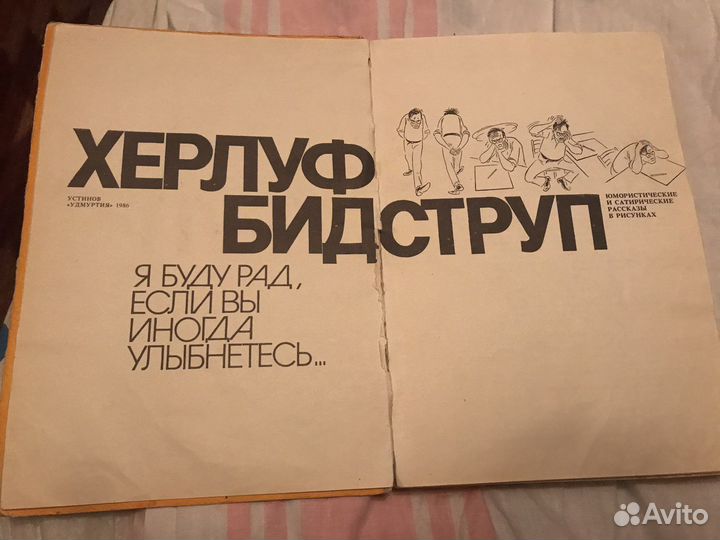 ХЕРЛУФ
БИДСТРУП
УСТИНОВ
«УДМУРТИЯ» 1986
ЮМОРИСТИЧЕСКИЕ
И САТИРИЧЕСКИЕ
РАССКАЗЫ
В РИСУНКАХ
Я БУДУ РАД,
ЕСЛИ ВЫ
ИНОГДА
УЛЫБНЕТЕСЬ...
Avito